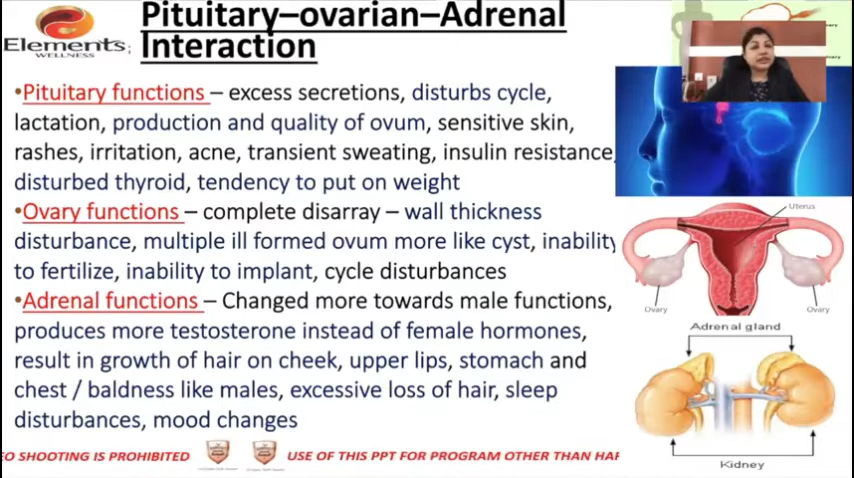 Pituitary–ovarian–Adrenal
Interaction
Elements;
WELLNESS
•Pituitary functions – excess secretions, disturbs cycle,
lactation, production and quality of ovum, sensitive skin,
rashes, irritation, acne, transient sweating, insulin resistance,
disturbed thyroid, tendency to put on weight
•Ovary functions – complete disarray – wall thickness
disturbance, multiple ill formed ovum more like cyst, inability
to fertilize, inability to implant, cycle disturbances
•Adrenal functions – Changed more towards male functions,
produces more testosterone instead of female hormones,
result in growth of hair on cheek, upper lips, stomach and
chest / baldness like males, excessive loss of hair, sleep
disturbances, mood changes
Uterus
Ovary
Ovary
Adrenal gland
Kidney
EO SHOOTING IS PROHIBITED
USE OF THIS PPT FOR PROGRAM OTHER THAN HAP